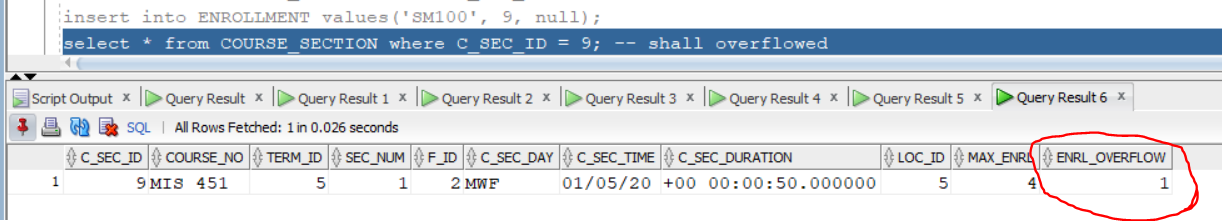 insert into ENROLLMENT values('SM100', 9, null);
select * from COURSE_SECTION where C_SEC_ID = 9; -- shall overflowed
Script Output x Query Result x Query Result 1 x Query Result 2 x Query Result 3 x Query Result 4 x Query Result 5 x Query Result 6 x
SQL | All Rows Fetched: 1 in 0.026 seconds
C_SEC_ID COURSE_NO TERM_ID SEC_NUM F_ID C_SEC_DAY C_SEC_TIME C_SEC_DURATION LOC_ID MAX_ENRL ENRL_OVERFLOW
1 9 MIS 451 5 1 2 MWF 01/05/20 +00 00:00:50.000000 5 4 1